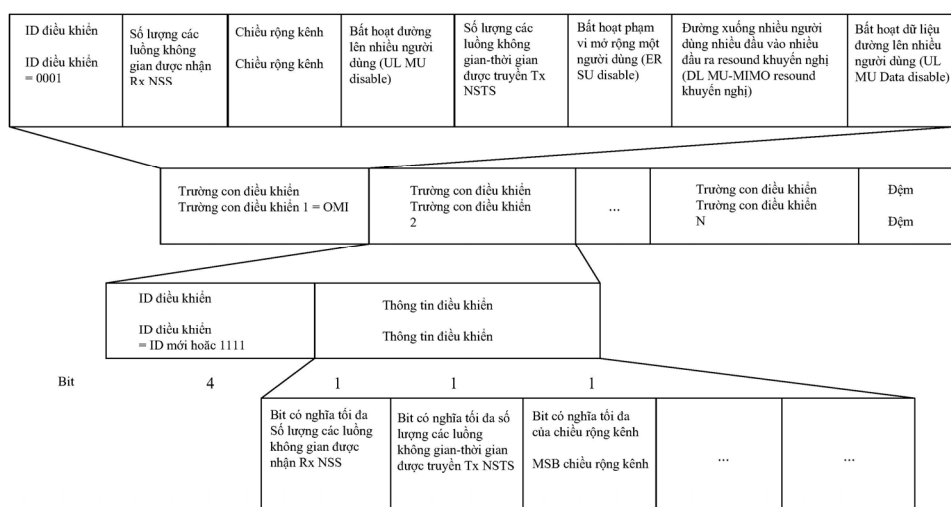 ID điều khiển
ID điều khiển
= 0001
Số lượng các
luồng không
gian được nhận
Rx NSS
Chiều rộng kênh
Chiều rộng kênh
Bất hoạt đường
lên nhiều người
dùng (UL MU
disable)
Số lượng các
luồng không
gian-thời gian
được truyền Tx
NSTS
Bất hoạt phạm
vi mở rộng một
người dùng (ER
SU disable)
Đường xuống nhiều người
dùng nhiều đầu vào nhiều
đầu ra resound khuyến nghị
(DL MU-MIMO resound
khuyến nghị)
Bất hoạt dữ liệu
đường lên nhiều
người dùng (UL
MU Data disable)
Trường con điều khiển
Trường con điều khiển 1 = OMI
Trường con điều khiển
Trường con điều khiển
2
...
Trường con điều khiển
Trường con điều khiển
N
Đệm
Đệm
ID điều khiển
ID điều khiển
= ID mới hoăc 1111
Thông tin điều khiển
Thông tin điều khiển
Bit 4 1 1 1
Bit có nghĩa tối đa
Số lượng các luồng
không gian được
nhận Rx NSS
Bit có nghĩa tối đa số
lượng các luồng
không gian-thời gian
được truyền Tx NSTS
Bit có nghĩa tối đa
của chiều rộng kênh
MSB chiều rộng kênh
...
...